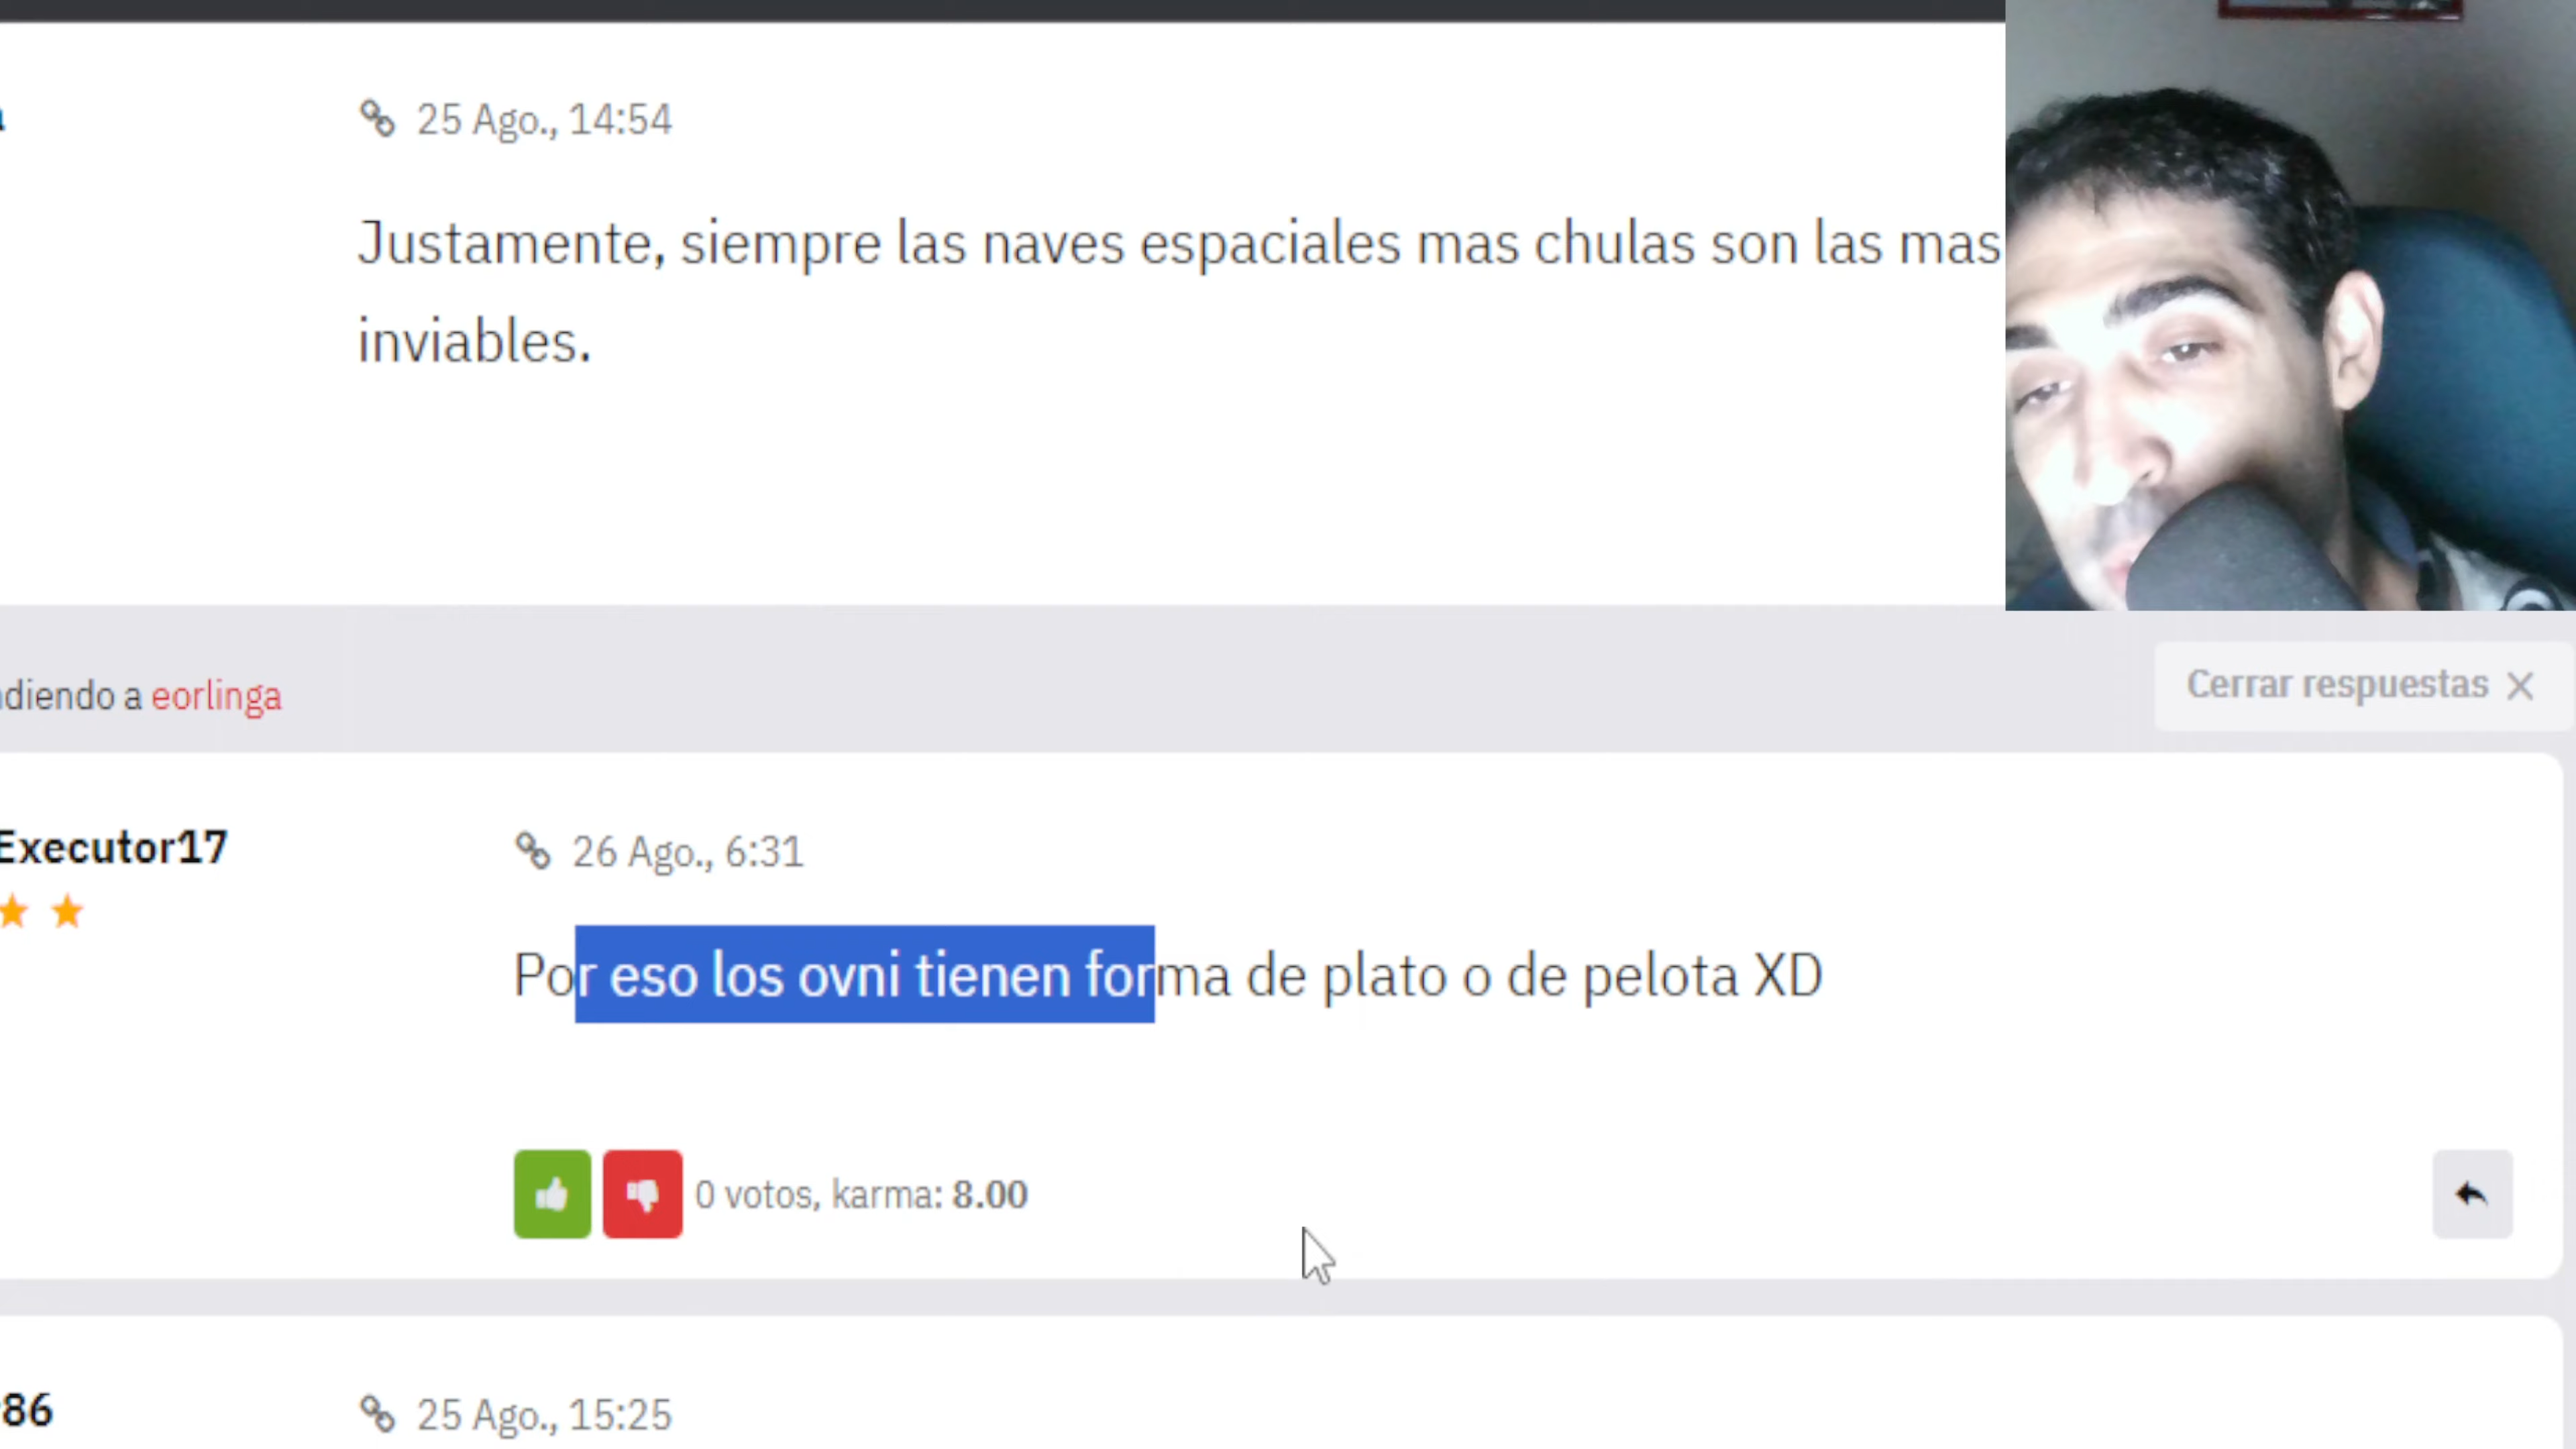 25 Ago., 14:54
Justamente, siempre las naves espaciales mas chulas son las mas
inviables.
diendo a eorlinga
Cerrar respuestas
Executor17
26 Ago., 6:31
Por eso los ovni tienen forma de plato o de pelota XD
0 votos, karma: 8.00
86
25 Ago., 15:25